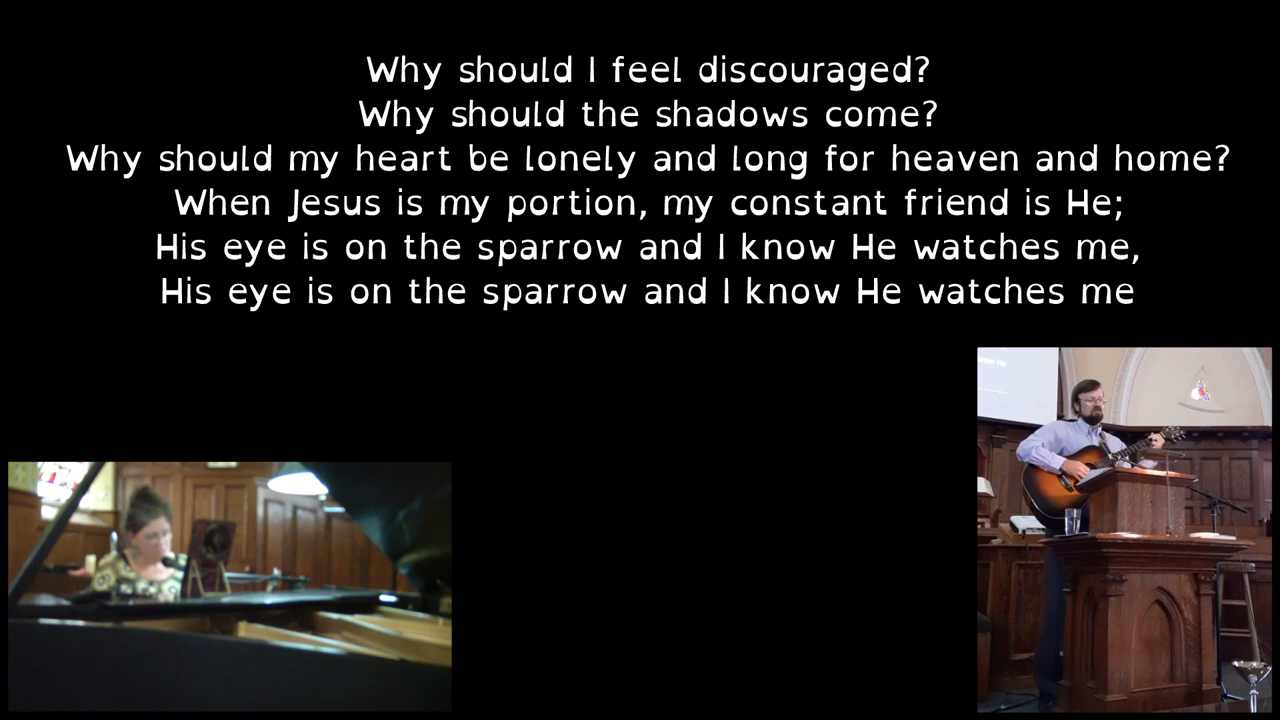 Why should I feel discouraged?
Why should the shadows come?
Why should my heart be lonely and long for heaven and home?
When Jesus is my portion, my constant friend is He;
His eye is on the sparrow and I know He watches me,
His eye is on the sparrow and I know He watches me